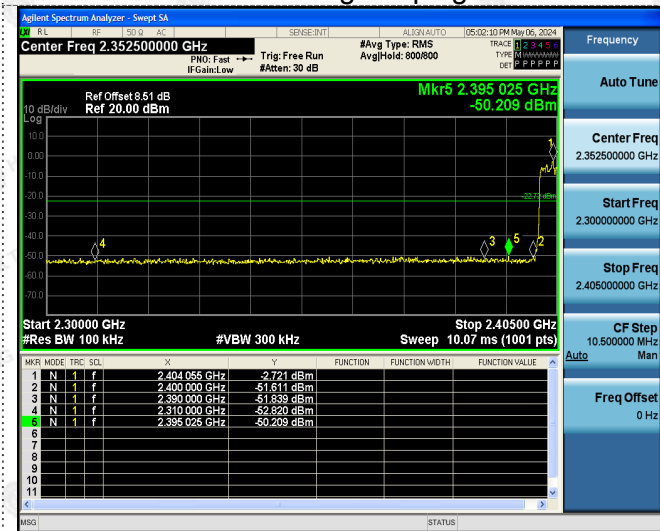 Agilent Spectrum Analyzer - Swept SA
LXI RL RF 50 Ω AC SENSE:INT ALIGN AUTO 05:02:10 PM May 06, 2024
Center Freq 2.352500000 GHz #Avg Type: RMS TRACE 1 2 3 4 5 6
PNO: Fast Trig: Free Run Avg|Hold: 800/800 TYPE M
IFGain:Low #Atten: 30 dB DET P P P P P P
Mkr5 2.395 025 GHz
Ref Offset 8.51 dB
10 dB/div Ref 20.00 dBm -50.209 dBm
Log
10.0
1
0.00
-10.0
-20.0
-22.72 dBm
-30.0
-40.0
4 3 5 2
-50.0
-60.0
-70.0
Start 2.30000 GHz Stop 2.40500 GHz
#Res BW 100 kHz #VBW 300 kHz Sweep 10.07 ms (1001 pts)
MKR MODE TRC SCL X Y FUNCTION FUNCTION WIDTH FUNCTION VALUE
1 N 1 f 2.404 055 GHz -2.721 dBm
2 N 1 f 2.400 000 GHz -51.611 dBm
3 N 1 f 2.390 000 GHz -51.839 dBm
4 N 1 f 2.310 000 GHz -52.820 dBm
5 N 1 f 2.395 025 GHz -50.209 dBm
6
7
8
9
10
11
MSG STATUS
Frequency
Auto Tune
Center Freq
2.352500000 GHz
Start Freq
2.300000000 GHz
Stop Freq
2.405000000 GHz
CF Step
10.500000 MHz
Auto Man
Freq Offset
0 Hz